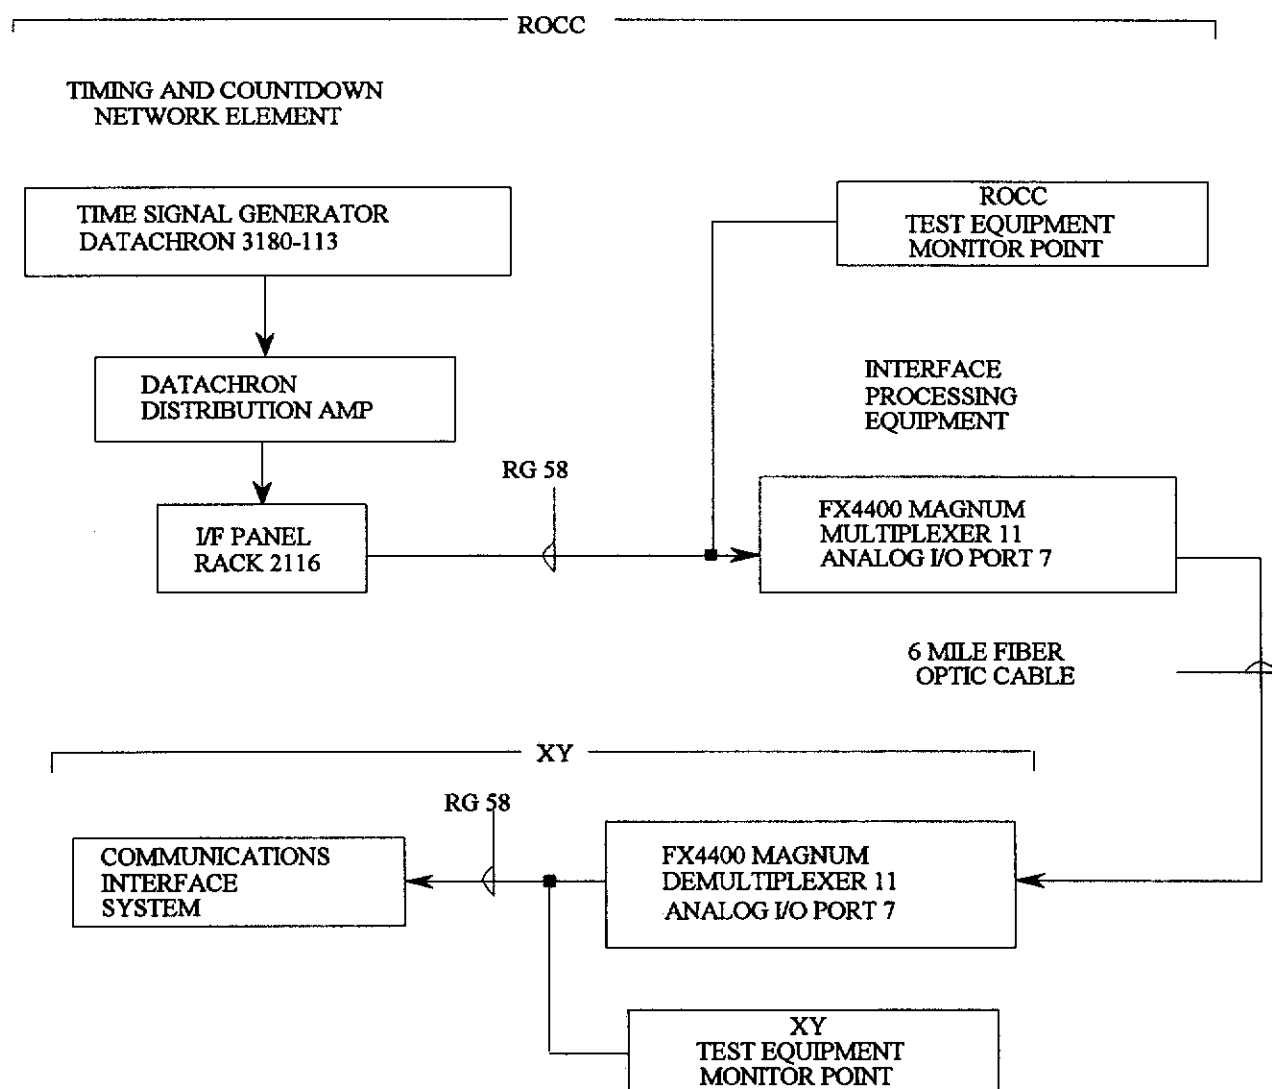 ROCC
TIMING AND COUNTDOWN
NETWORK ELEMENT
TIME SIGNAL GENERATOR
DATACHRON 3180-113
ROCC
TEST EQUIPMENT
MONITOR POINT
DATACHRON
DISTRIBUTION AMP
INTERFACE
PROCESSING
EQUIPMENT
RG 58
I/F PANEL
RACK 2116
FX4400 MAGNUM
MULTIPLEXER 11
ANALOG I/O PORT 7
6 MILE FIBER
OPTIC CABLE
XY
RG 58
COMMUNICATIONS
INTERFACE
SYSTEM
FX4400 MAGNUM
DEMULTIPLEXER 11
ANALOG I/O PORT 7
XY
TEST EQUIPMENT
MONITOR POINT